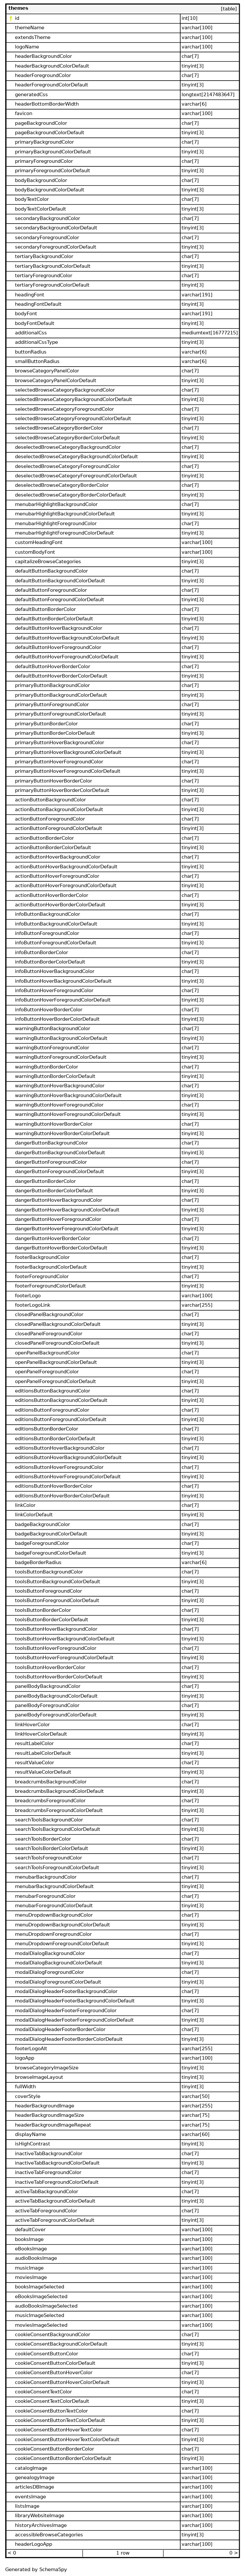 themes [table]
id int[10]
themeName varchar[100]
extendsTheme varchar[100]
logoName varchar[100]
headerBackgroundColor char[7]
headerBackgroundColorDefault tinyint[3]
headerForegroundColor char[7]
headerForegroundColorDefault tinyint[3]
generatedCss longtext[2147483647]
headerBottomBorderWidth varchar[6]
favicon varchar[100]
pageBackgroundColor char[7]
pageBackgroundColorDefault tinyint[3]
primaryBackgroundColor char[7]
primaryBackgroundColorDefault tinyint[3]
primaryForegroundColor char[7]
primaryForegroundColorDefault tinyint[3]
bodyBackgroundColor char[7]
bodyBackgroundColorDefault tinyint[3]
bodyTextColor char[7]
bodyTextColorDefault tinyint[3]
secondaryBackgroundColor char[7]
secondaryBackgroundColorDefault tinyint[3]
secondaryForegroundColor char[7]
secondaryForegroundColorDefault tinyint[3]
tertiaryBackgroundColor char[7]
tertiaryBackgroundColorDefault tinyint[3]
tertiaryForegroundColor char[7]
tertiaryForegroundColorDefault tinyint[3]
headingFont varchar[191]
headingFontDefault tinyint[3]
bodyFont varchar[191]
bodyFontDefault tinyint[3]
additionalCss mediumtext[16777215]
additionalCssType tinyint[3]
buttonRadius varchar[6]
smallButtonRadius varchar[6]
browseCategoryPanelColor char[7]
browseCategoryPanelColorDefault tinyint[3]
selectedBrowseCategoryBackgroundColor char[7]
selectedBrowseCategoryBackgroundColorDefault tinyint[3]
selectedBrowseCategoryForegroundColor char[7]
selectedBrowseCategoryForegroundColorDefault tinyint[3]
selectedBrowseCategoryBorderColor char[7]
selectedBrowseCategoryBorderColorDefault tinyint[3]
deselectedBrowseCategoryBackgroundColor char[7]
deselectedBrowseCategoryBackgroundColorDefault tinyint[3]
deselectedBrowseCategoryForegroundColor char[7]
deselectedBrowseCategoryForegroundColorDefault tinyint[3]
deselectedBrowseCategoryBorderColor char[7]
deselectedBrowseCategoryBorderColorDefault tinyint[3]
menubarHighlightBackgroundColor char[7]
menubarHighlightBackgroundColorDefault tinyint[3]
menubarHighlightForegroundColor char[7]
menubarHighlightForegroundColorDefault tinyint[3]
customHeadingFont varchar[100]
customBodyFont varchar[100]
capitalizeBrowseCategories tinyint[3]
defaultButtonBackgroundColor char[7]
defaultButtonBackgroundColorDefault tinyint[3]
defaultButtonForegroundColor char[7]
defaultButtonForegroundColorDefault tinyint[3]
defaultButtonBorderColor char[7]
defaultButtonBorderColorDefault tinyint[3]
defaultButtonHoverBackgroundColor char[7]
defaultButtonHoverBackgroundColorDefault tinyint[3]
defaultButtonHoverForegroundColor char[7]
defaultButtonHoverForegroundColorDefault tinyint[3]
defaultButtonHoverBorderColor char[7]
defaultButtonHoverBorderColorDefault tinyint[3]
primaryButtonBackgroundColor char[7]
primaryButtonBackgroundColorDefault tinyint[3]
primaryButtonForegroundColor char[7]
primaryButtonForegroundColorDefault tinyint[3]
primaryButtonBorderColor char[7]
primaryButtonBorderColorDefault tinyint[3]
primaryButtonHoverBackgroundColor char[7]
primaryButtonHoverBackgroundColorDefault tinyint[3]
primaryButtonHoverForegroundColor char[7]
primaryButtonHoverForegroundColorDefault tinyint[3]
primaryButtonHoverBorderColor char[7]
primaryButtonHoverBorderColorDefault tinyint[3]
actionButtonBackgroundColor char[7]
actionButtonBackgroundColorDefault tinyint[3]
actionButtonForegroundColor char[7]
actionButtonForegroundColorDefault tinyint[3]
actionButtonBorderColor char[7]
actionButtonBorderColorDefault tinyint[3]
actionButtonHoverBackgroundColor char[7]
actionButtonHoverBackgroundColorDefault tinyint[3]
actionButtonHoverForegroundColor char[7]
actionButtonHoverForegroundColorDefault tinyint[3]
actionButtonHoverBorderColor char[7]
actionButtonHoverBorderColorDefault tinyint[3]
infoButtonBackgroundColor char[7]
infoButtonBackgroundColorDefault tinyint[3]
infoButtonForegroundColor char[7]
infoButtonForegroundColorDefault tinyint[3]
infoButtonBorderColor char[7]
infoButtonBorderColorDefault tinyint[3]
infoButtonHoverBackgroundColor char[7]
infoButtonHoverBackgroundColorDefault tinyint[3]
infoButtonHoverForegroundColor char[7]
infoButtonHoverForegroundColorDefault tinyint[3]
infoButtonHoverBorderColor char[7]
infoButtonHoverBorderColorDefault tinyint[3]
warningButtonBackgroundColor char[7]
warningButtonBackgroundColorDefault tinyint[3]
warningButtonForegroundColor char[7]
warningButtonForegroundColorDefault tinyint[3]
warningButtonBorderColor char[7]
warningButtonBorderColorDefault tinyint[3]
warningButtonHoverBackgroundColor char[7]
warningButtonHoverBackgroundColorDefault tinyint[3]
warningButtonHoverForegroundColor char[7]
warningButtonHoverForegroundColorDefault tinyint[3]
warningButtonHoverBorderColor char[7]
warningButtonHoverBorderColorDefault tinyint[3]
dangerButtonBackgroundColor char[7]
dangerButtonBackgroundColorDefault tinyint[3]
dangerButtonForegroundColor char[7]
dangerButtonForegroundColorDefault tinyint[3]
dangerButtonBorderColor char[7]
dangerButtonBorderColorDefault tinyint[3]
dangerButtonHoverBackgroundColor char[7]
dangerButtonHoverBackgroundColorDefault tinyint[3]
dangerButtonHoverForegroundColor char[7]
dangerButtonHoverForegroundColorDefault tinyint[3]
dangerButtonHoverBorderColor char[7]
dangerButtonHoverBorderColorDefault tinyint[3]
footerBackgroundColor char[7]
footerBackgroundColorDefault tinyint[3]
footerForegroundColor char[7]
footerForegroundColorDefault tinyint[3]
footerLogo varchar[100]
footerLogoLink varchar[255]
closedPanelBackgroundColor char[7]
closedPanelBackgroundColorDefault tinyint[3]
closedPanelForegroundColor char[7]
closedPanelForegroundColorDefault tinyint[3]
openPanelBackgroundColor char[7]
openPanelBackgroundColorDefault tinyint[3]
openPanelForegroundColor char[7]
openPanelForegroundColorDefault tinyint[3]
editionsButtonBackgroundColor char[7]
editionsButtonBackgroundColorDefault tinyint[3]
editionsButtonForegroundColor char[7]
editionsButtonForegroundColorDefault tinyint[3]
editionsButtonBorderColor char[7]
editionsButtonBorderColorDefault tinyint[3]
editionsButtonHoverBackgroundColor char[7]
editionsButtonHoverBackgroundColorDefault tinyint[3]
editionsButtonHoverForegroundColor char[7]
editionsButtonHoverForegroundColorDefault tinyint[3]
editionsButtonHoverBorderColor char[7]
editionsButtonHoverBorderColorDefault tinyint[3]
linkColor char[7]
linkColorDefault tinyint[3]
badgeBackgroundColor char[7]
badgeBackgroundColorDefault tinyint[3]
badgeForegroundColor char[7]
badgeForegroundColorDefault tinyint[3]
badgeBorderRadius varchar[6]
toolsButtonBackgroundColor char[7]
toolsButtonBackgroundColorDefault tinyint[3]
toolsButtonForegroundColor char[7]
toolsButtonForegroundColorDefault tinyint[3]
toolsButtonBorderColor char[7]
toolsButtonBorderColorDefault tinyint[3]
toolsButtonHoverBackgroundColor char[7]
toolsButtonHoverBackgroundColorDefault tinyint[3]
toolsButtonHoverForegroundColor char[7]
toolsButtonHoverForegroundColorDefault tinyint[3]
toolsButtonHoverBorderColor char[7]
toolsButtonHoverBorderColorDefault tinyint[3]
panelBodyBackgroundColor char[7]
panelBodyBackgroundColorDefault tinyint[3]
panelBodyForegroundColor char[7]
panelBodyForegroundColorDefault tinyint[3]
linkHoverColor char[7]
linkHoverColorDefault tinyint[3]
resultLabelColor char[7]
resultLabelColorDefault tinyint[3]
resultValueColor char[7]
resultValueColorDefault tinyint[3]
breadcrumbsBackgroundColor char[7]
breadcrumbsBackgroundColorDefault tinyint[3]
breadcrumbsForegroundColor char[7]
breadcrumbsForegroundColorDefault tinyint[3]
searchToolsBackgroundColor char[7]
searchToolsBackgroundColorDefault tinyint[3]
searchToolsBorderColor char[7]
searchToolsBorderColorDefault tinyint[3]
searchToolsForegroundColor char[7]
searchToolsForegroundColorDefault tinyint[3]
menubarBackgroundColor char[7]
menubarBackgroundColorDefault tinyint[3]
menubarForegroundColor char[7]
menubarForegroundColorDefault tinyint[3]
menuDropdownBackgroundColor char[7]
menuDropdownBackgroundColorDefault tinyint[3]
menuDropdownForegroundColor char[7]
menuDropdownForegroundColorDefault tinyint[3]
modalDialogBackgroundColor char[7]
modalDialogBackgroundColorDefault tinyint[3]
modalDialogForegroundColor char[7]
modalDialogForegroundColorDefault tinyint[3]
modalDialogHeaderFooterBackgroundColor char[7]
modalDialogHeaderFooterBackgroundColorDefault tinyint[3]
modalDialogHeaderFooterForegroundColor char[7]
modalDialogHeaderFooterForegroundColorDefault tinyint[3]
modalDialogHeaderFooterBorderColor char[7]
modalDialogHeaderFooterBorderColorDefault tinyint[3]
footerLogoAlt varchar[255]
logoApp varchar[100]
browseCategoryImageSize tinyint[3]
browseImageLayout tinyint[3]
fullWidth tinyint[3]
coverStyle varchar[50]
headerBackgroundImage varchar[255]
headerBackgroundImageSize varchar[75]
headerBackgroundImageRepeat varchar[75]
displayName varchar[60]
isHighContrast tinyint[3]
inactiveTabBackgroundColor char[7]
inactiveTabBackgroundColorDefault tinyint[3]
inactiveTabForegroundColor char[7]
inactiveTabForegroundColorDefault tinyint[3]
activeTabBackgroundColor char[7]
activeTabBackgroundColorDefault tinyint[3]
activeTabForegroundColor char[7]
activeTabForegroundColorDefault tinyint[3]
defaultCover varchar[100]
booksImage varchar[100]
eBooksImage varchar[100]
audioBooksImage varchar[100]
musicImage varchar[100]
moviesImage varchar[100]
booksImageSelected varchar[100]
eBooksImageSelected varchar[100]
audioBooksImageSelected varchar[100]
musicImageSelected varchar[100]
moviesImageSelected varchar[100]
cookieConsentBackgroundColor char[7]
cookieConsentBackgroundColorDefault tinyint[3]
cookieConsentButtonColor char[7]
cookieConsentButtonColorDefault tinyint[3]
cookieConsentButtonHoverColor char[7]
cookieConsentButtonHoverColorDefault tinyint[3]
cookieConsentTextColor char[7]
cookieConsentTextColorDefault tinyint[3]
cookieConsentButtonTextColor char[7]
cookieConsentButtonTextColorDefault tinyint[3]
cookieConsentButtonHoverTextColor char[7]
cookieConsentButtonHoverTextColorDefault tinyint[3]
cookieConsentButtonBorderColor char[7]
cookieConsentButtonBorderColorDefault tinyint[3]
catalogImage varchar[100]
genealogyImage varchar[100]
articlesDBImage varchar[100]
eventsImage varchar[100]
listsImage varchar[100]
libraryWebsiteImage varchar[100]
historyArchivesImage varchar[100]
accessibleBrowseCategories tinyint[3]
headerLogoApp varchar[100]
< 0 1 row 0 >
Generated by SchemaSpy